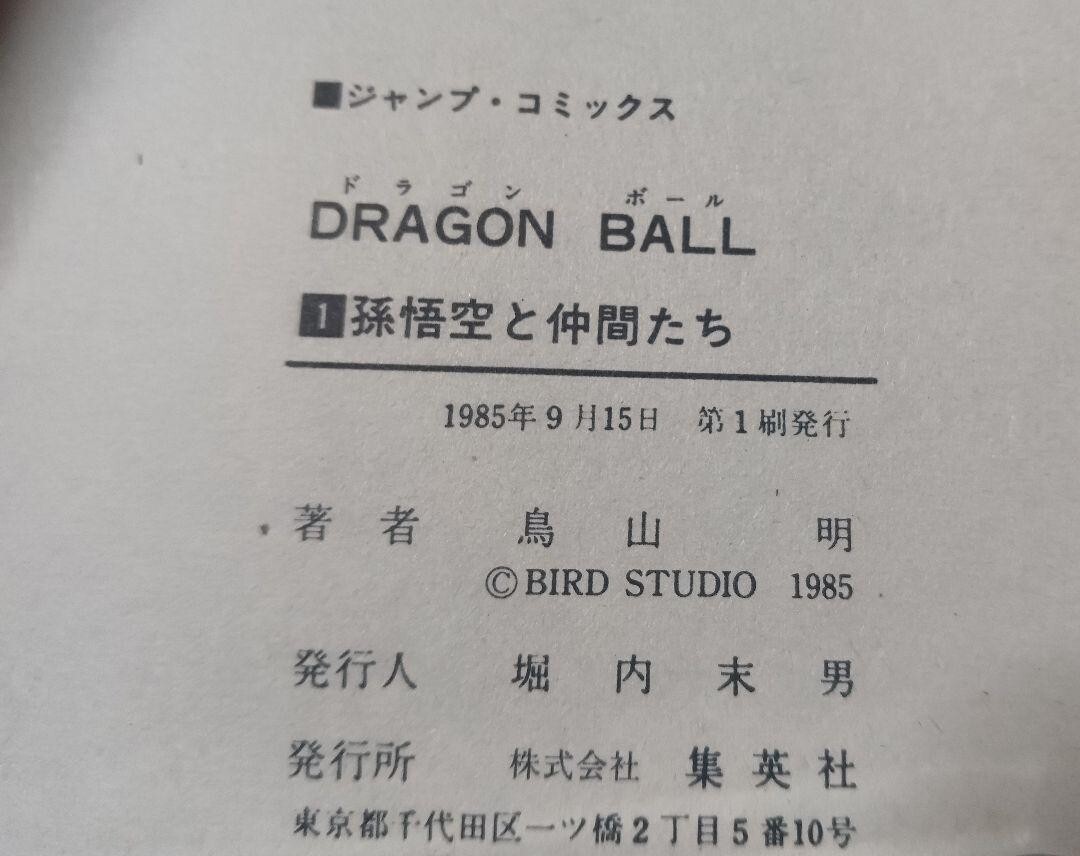 ■ジャンプ・コミックス
ドラゴン ボール
DRAGON BALL
1孫悟空と仲間たち
1985年9月15日 第1刷発行
著者 鳥山 明
©BIRD STUDIO 1985
発行人 堀内末男
発行所 株式会社 集英社
東京都千代田区一ツ橋2丁目5番10号